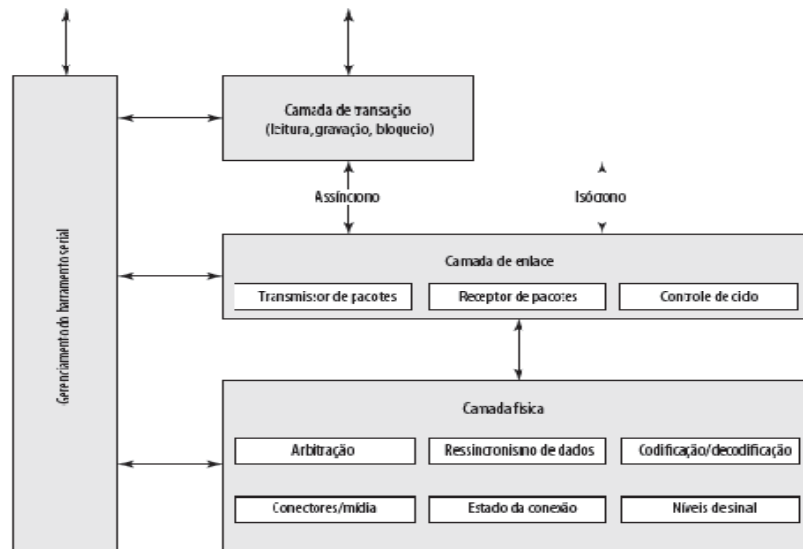 Camada de transação
(leitura, gravação, bloqueio)
Assíncrono
Isócrono
Gerenciamento do barramento serial
Camada de enlace
Transmissor de pacotes
Receptor de pacotes
Controle de ciclo
Camada física
Arbitração
Ressincronismo de dados
Codificação/decodificação
Conectores/mídia
Estado da conexão
Níveis de sinal